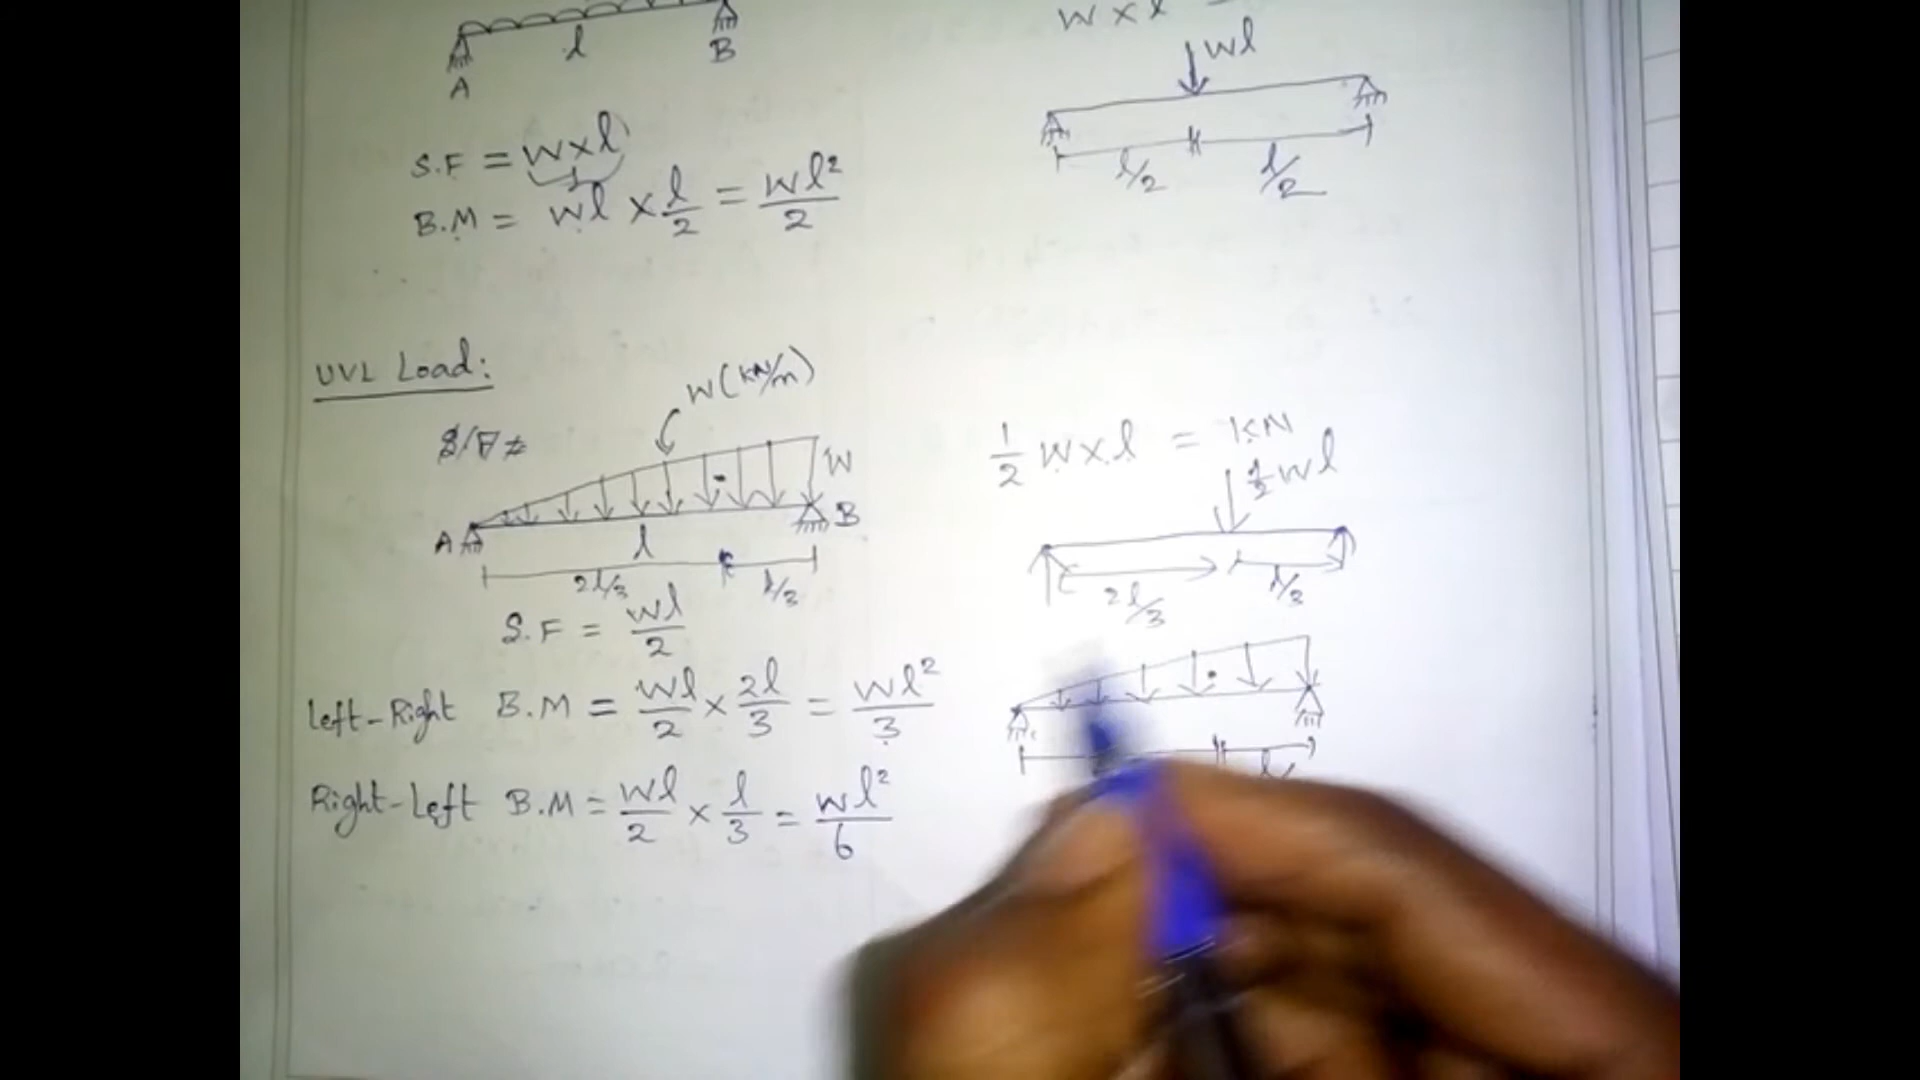 l
A B
S.F = w×l
B.M = wl × l/2 = wl²/2
w×l
wl
l/2 l/2
UVL Load:
W (kN/m)
W
A B
l
2l/3 l/3
S.F = wl/2
Left-Right B.M = wl/2 × 2l/3 = wl²/3
Right-Left B.M = wl/2 × l/3 = wl²/6
1/2 w×l = kN
1/2 wl
2l/3 l/3